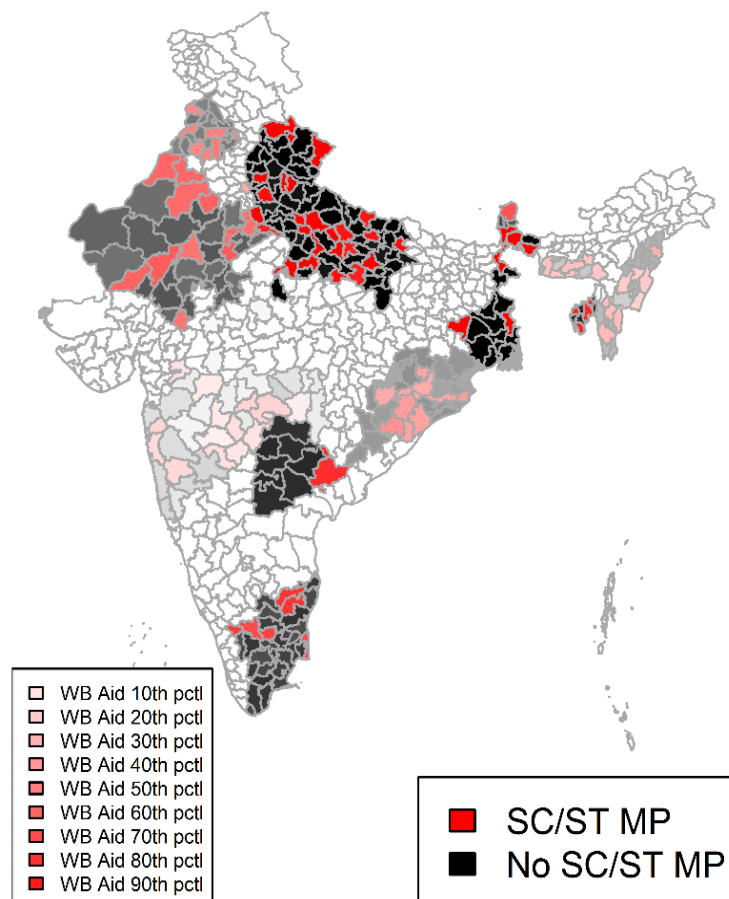 WB Aid 10th pctl
WB Aid 20th pctl
WB Aid 30th pctl
WB Aid 40th pctl
WB Aid 50th pctl
WB Aid 60th pctl
WB Aid 70th pctl
WB Aid 80th pctl
WB Aid 90th pctl
SC/ST MP
No SC/ST MP